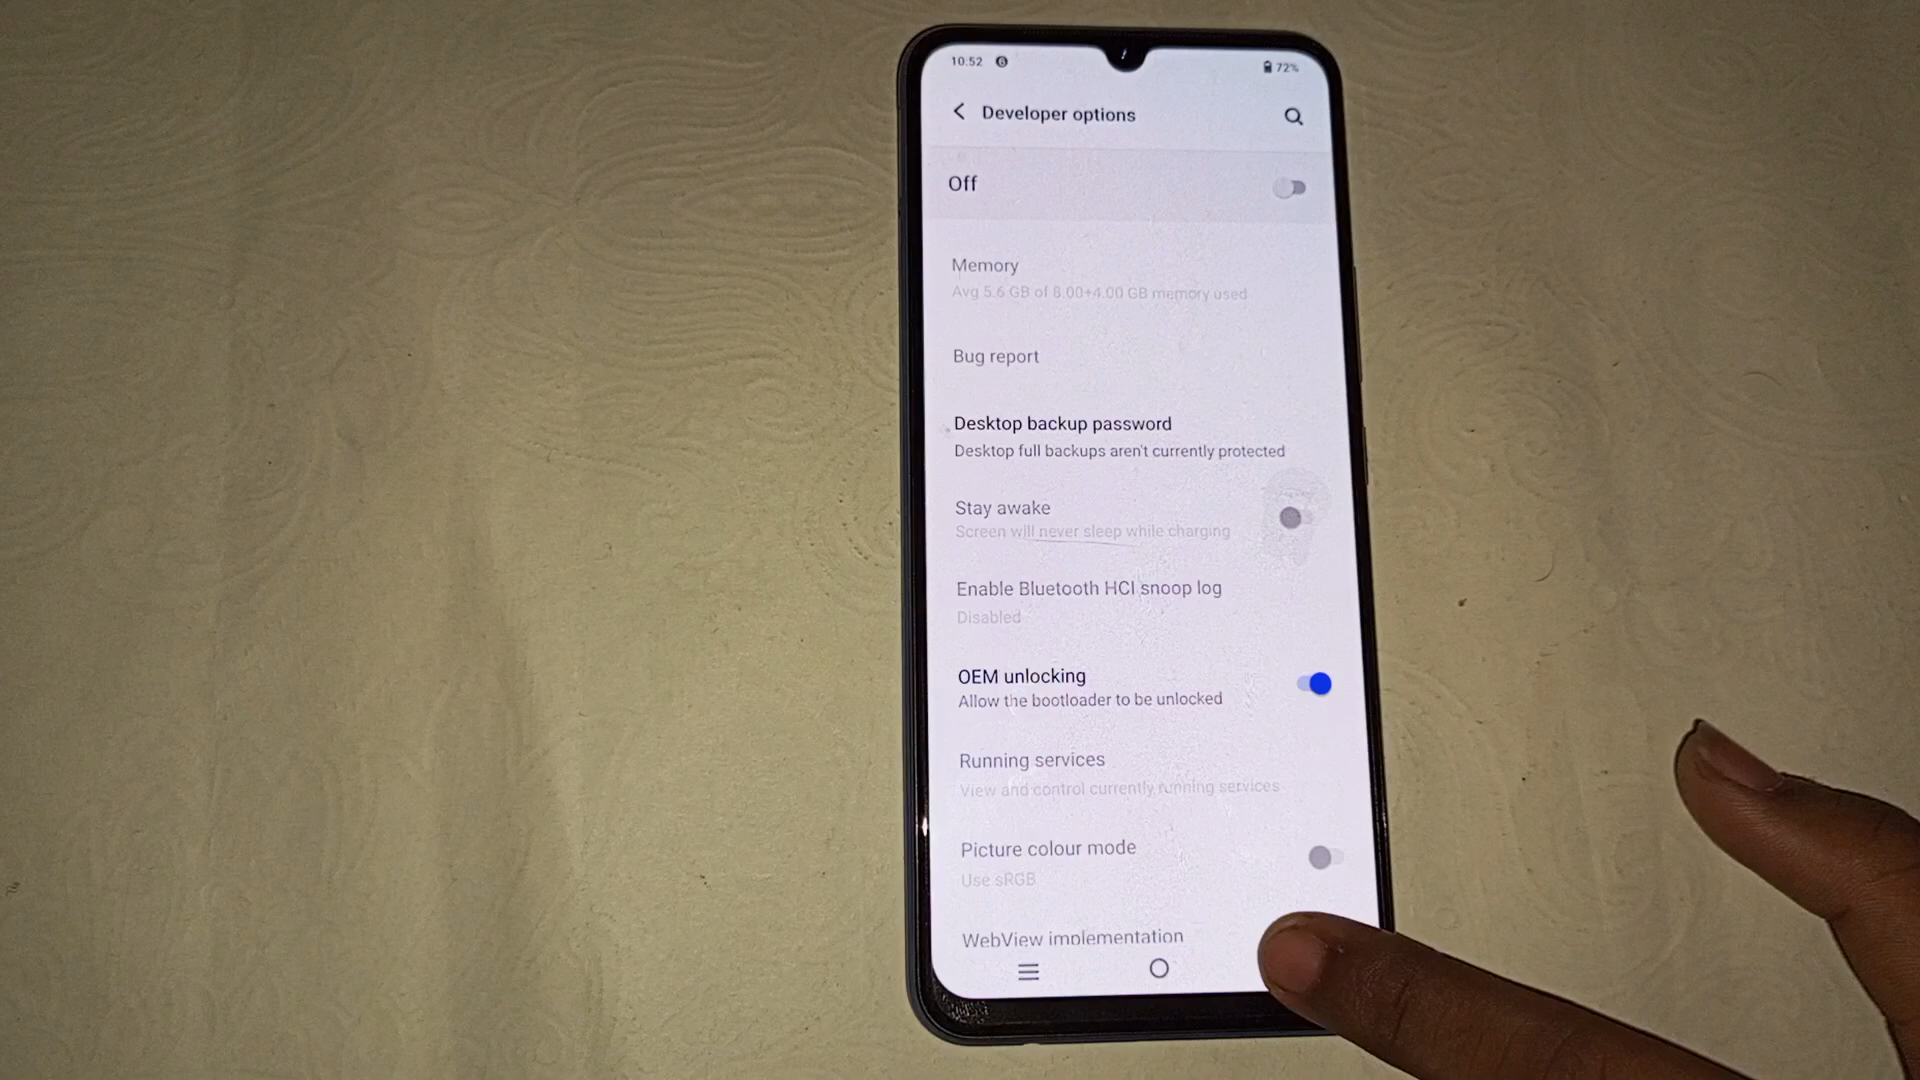 10:52
72%
Developer options
Off
Memory
Avg 5.6 GB of 8.00+4.00 GB memory used
Bug report
Desktop backup password
Desktop full backups aren't currently protected
Stay awake
Screen will never sleep while charging
Enable Bluetooth HCI snoop log
Disabled
OEM unlocking
Allow the bootloader to be unlocked
Running services
View and control currently running services
Picture colour mode
Use sRGB
WebView implementation